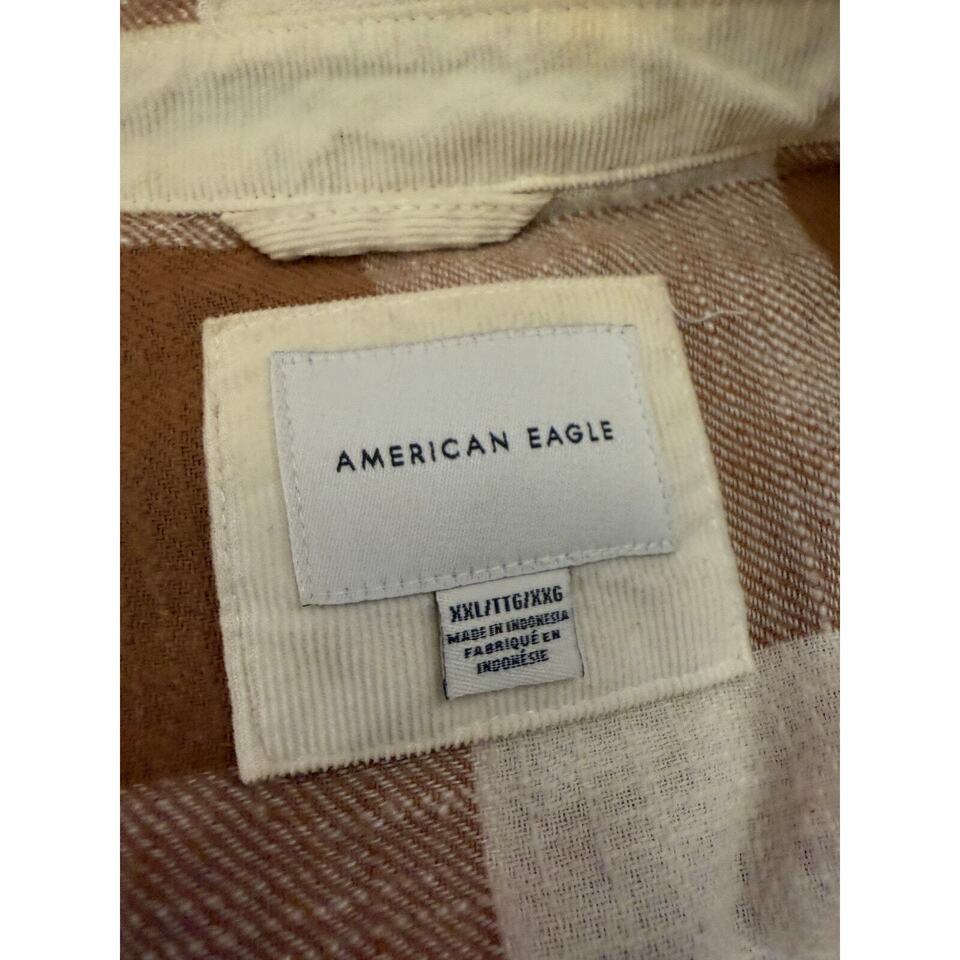 AMERICAN EAGLE
XXL/TTG/XXG
MADE IN INDONESIA
FABRIQUÉ EN
INDONÉSIE